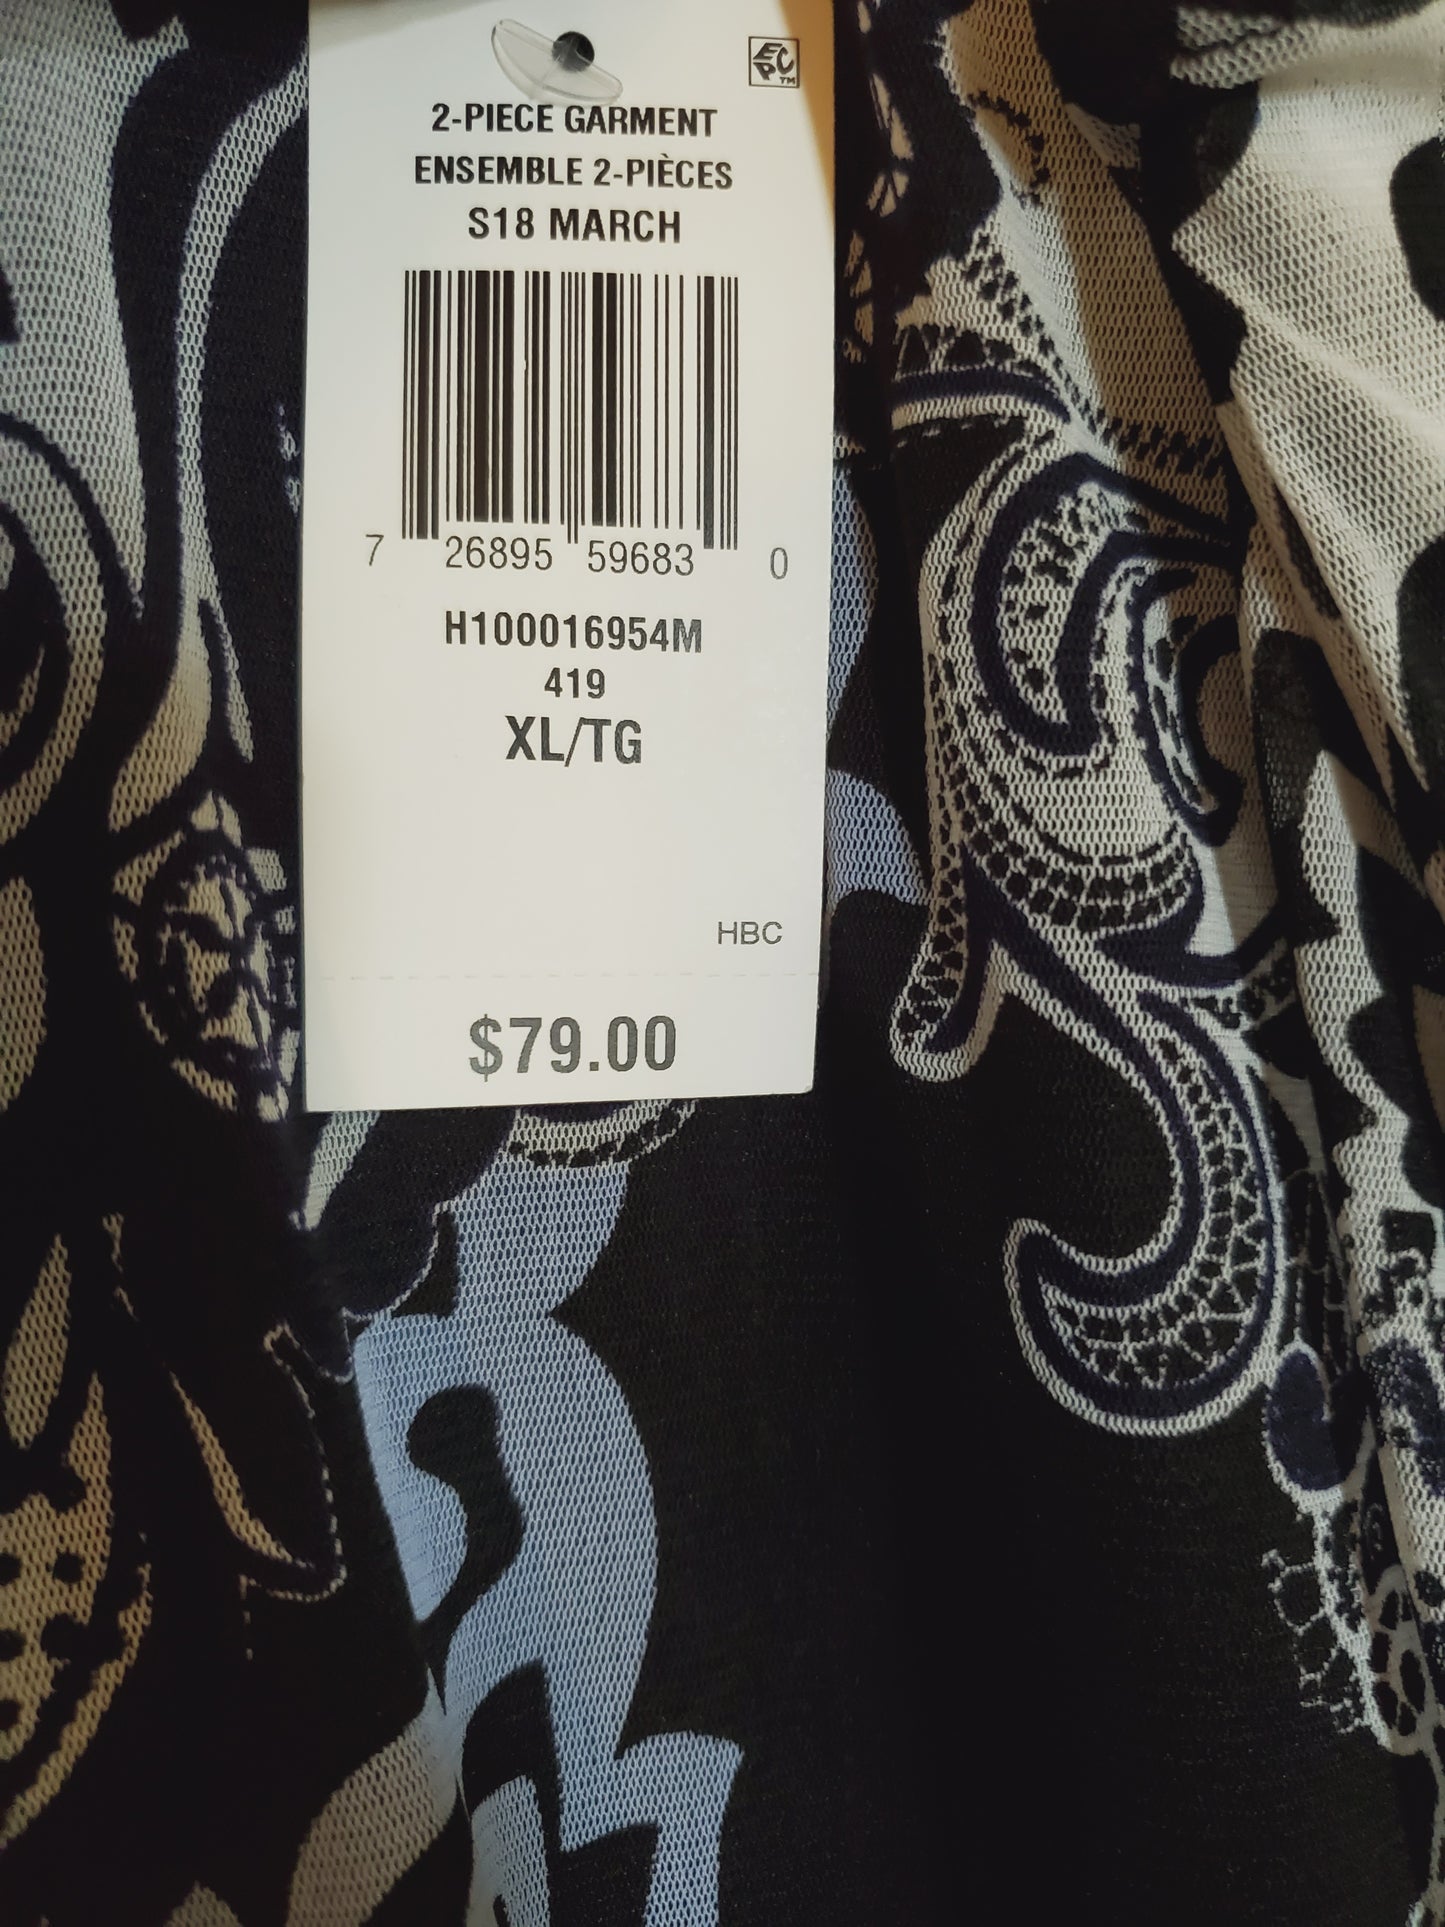 EPC™
2-PIECE GARMENT
ENSEMBLE 2-PIÈCES
S18 MARCH
7 26895 59683 0
H100016954M
419
XL/TG
HBC
$79.00